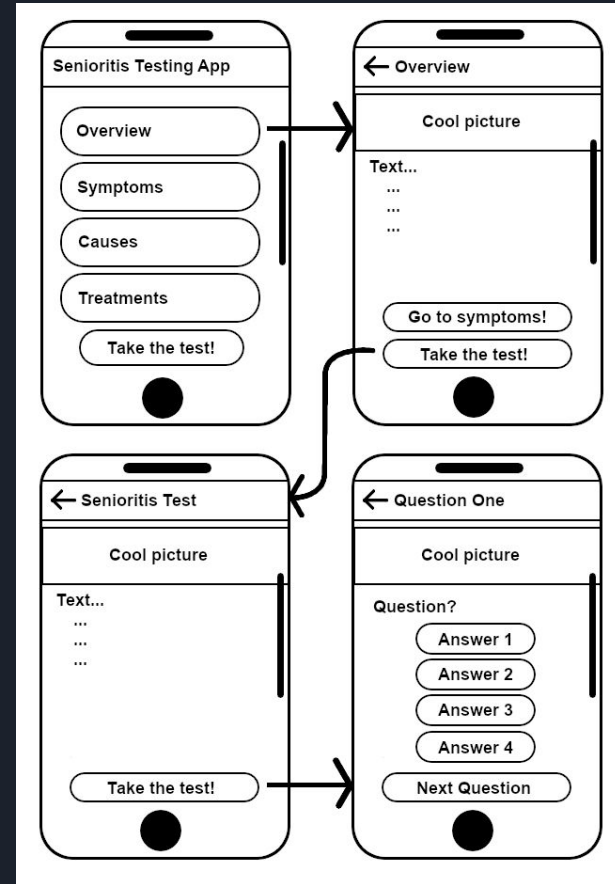 Senioritis Testing App
Overview
Symptoms
Causes
Treatments
Take the test!
Overview
Cool picture
Text...
...
...
...
Go to symptoms!
Take the test!
Senioritis Test
Cool picture
Text...
...
...
...
Take the test!
Question One
Cool picture
Question?
Answer 1
Answer 2
Answer 3
Answer 4
Next Question